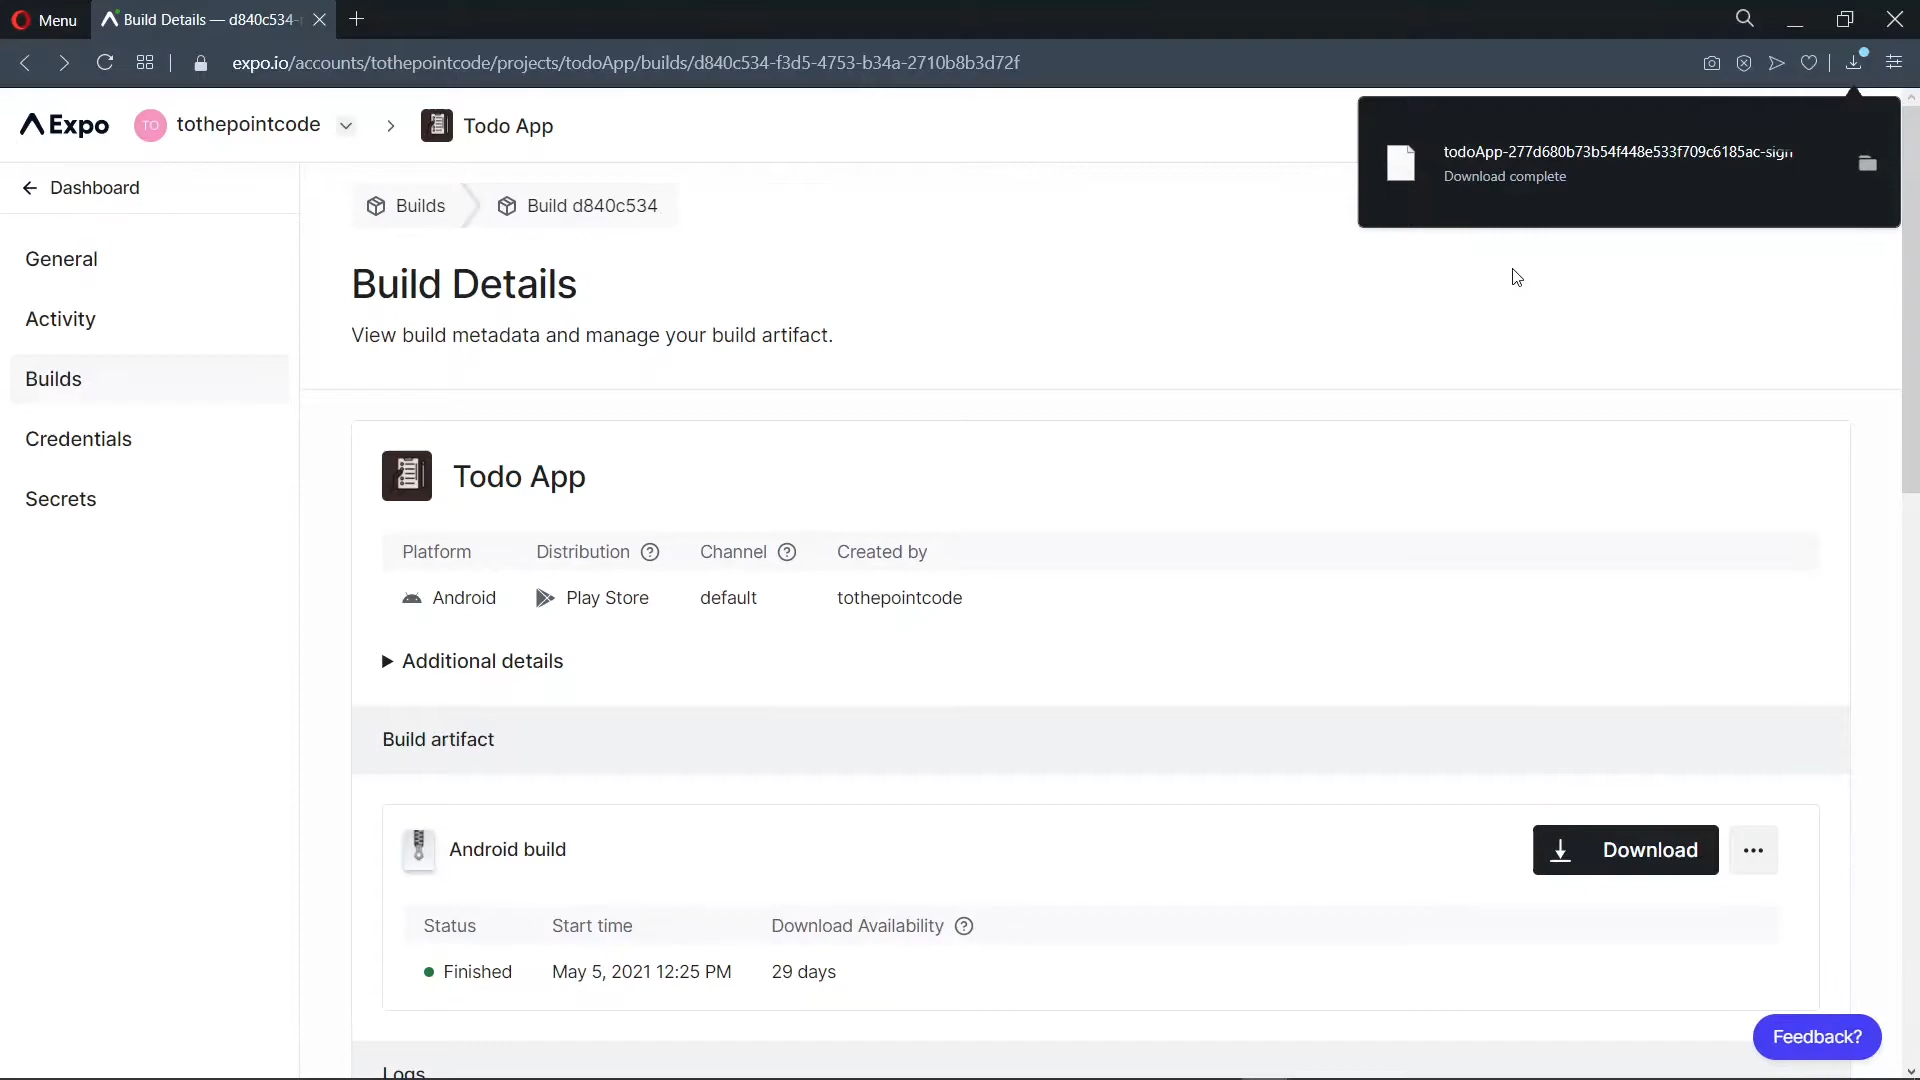 Menu
Build Details — d840c534-
expo.io/accounts/tothepointcode/projects/todoApp/builds/d840c534-f3d5-4753-b34a-2710b8b3d72f
Expo
TO
tothepointcode
Todo App
todoApp-277d680b73b54f448e533f709c6185ac-sign
Download complete
Dashboard
General
Activity
Builds
Credentials
Secrets
Builds
Build d840c534
Build Details
View build metadata and manage your build artifact.
Todo App
Platform Distribution ? Channel ? Created by
Android Play Store default tothepointcode
Additional details
Build artifact
Android build
Download
Status Start time Download Availability ?
Finished May 5, 2021 12:25 PM 29 days
Feedback?
Logs